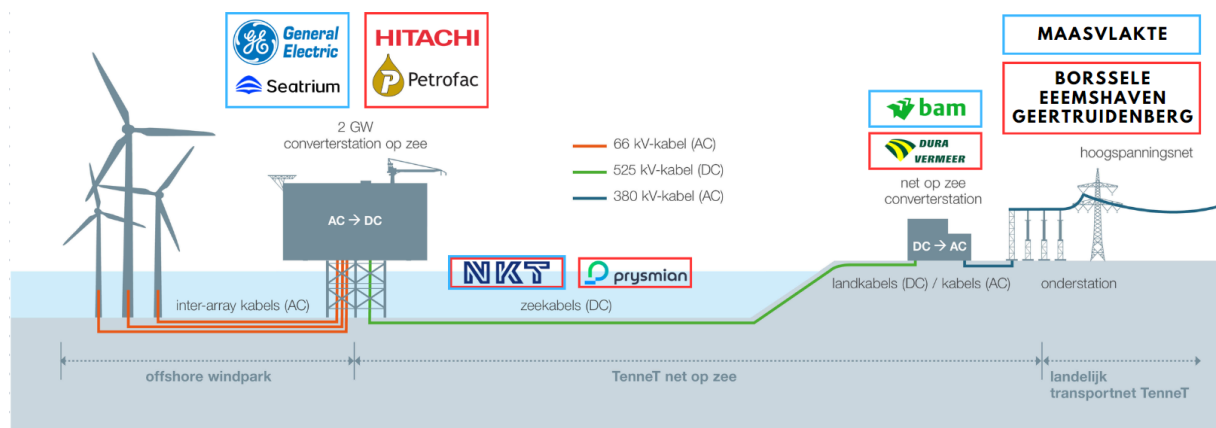 GE
General
Electric
Seatrium
HITACHI
Petrofac
2 GW
converterstation op zee
AC → DC
66 kV-kabel (AC)
525 kV-kabel (DC)
380 kV-kabel (AC)
bam
DURA
VERMEER
net op zee
converterstation
DC → AC
MAASVLAKTE
BORSSELE
EEEMSHAVEN
GEERTRUIDENBERG
hoogspanningsnet
inter-array kabels (AC)
NKT
prysmian
zeekabels (DC)
landkabels (DC) / kabels (AC)
onderstation
offshore windpark
TenneT net op zee
landelijk
transportnet TenneT